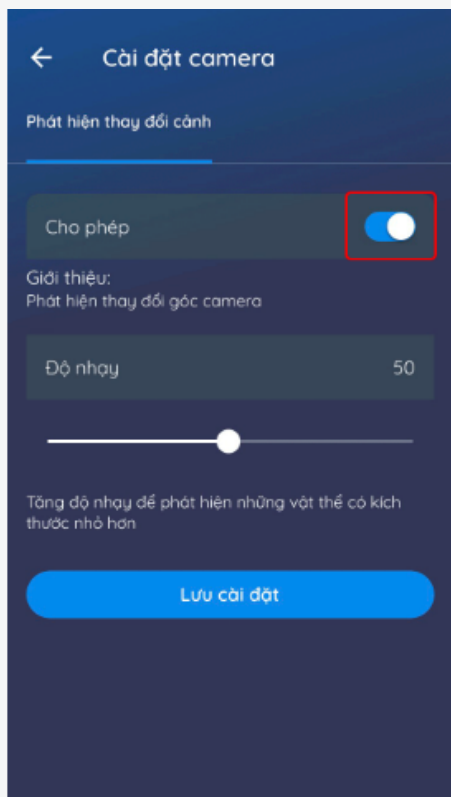 Cài đặt camera
Phát hiện thay đổi cảnh
Cho phép
Giới thiệu:
Phát hiện thay đổi góc camera
Độ nhạy 50
Tăng độ nhạy để phát hiện những vật thể có kích
thước nhỏ hơn
Lưu cài đặt